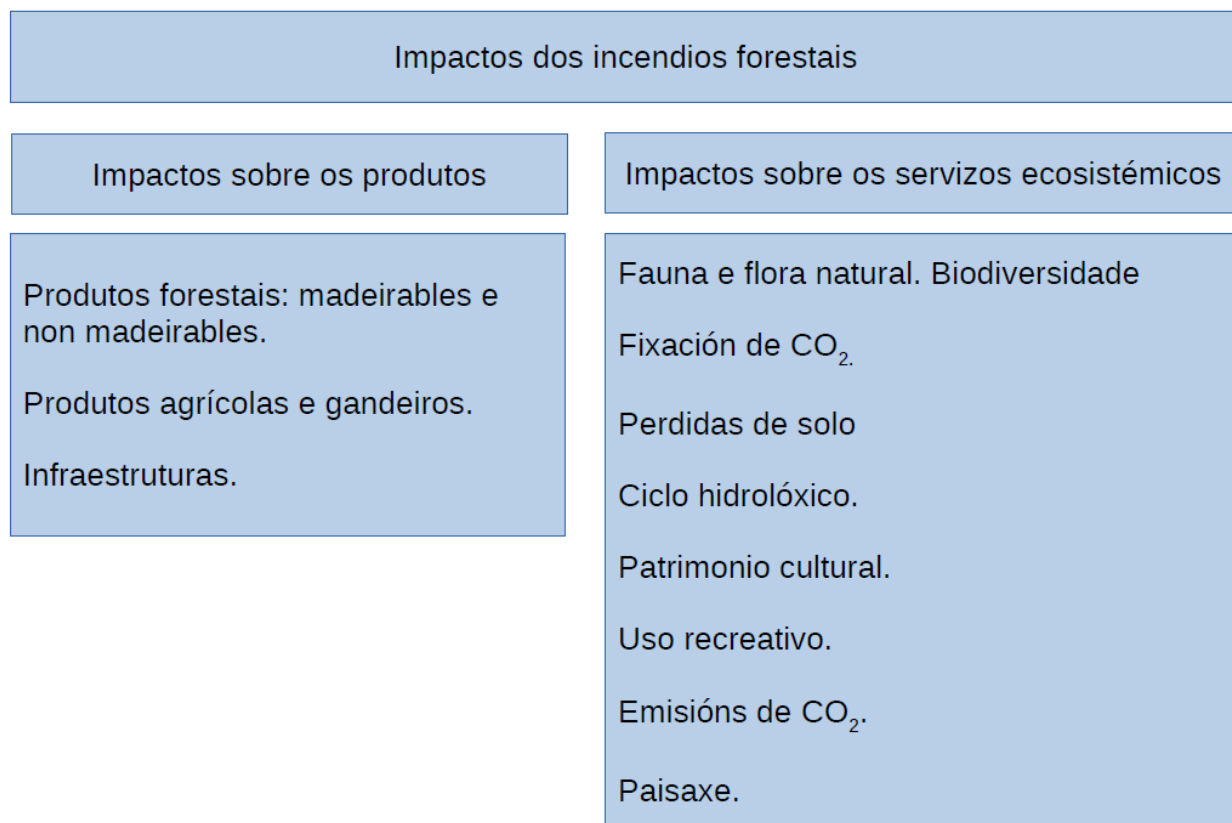 Impactos dos incendios forestais
Impactos sobre os produtos
Produtos forestais: madeirables e
non madeirables.
Produtos agrícolas e gandeiros.
Infraestruturas.
Impactos sobre os servizos ecosistémicos
Fauna e flora natural. Biodiversidade
Fixación de CO₂.
Perdidas de solo
Ciclo hidrolóxico.
Patrimonio cultural.
Uso recreativo.
Emisións de CO₂.
Paisaxe.